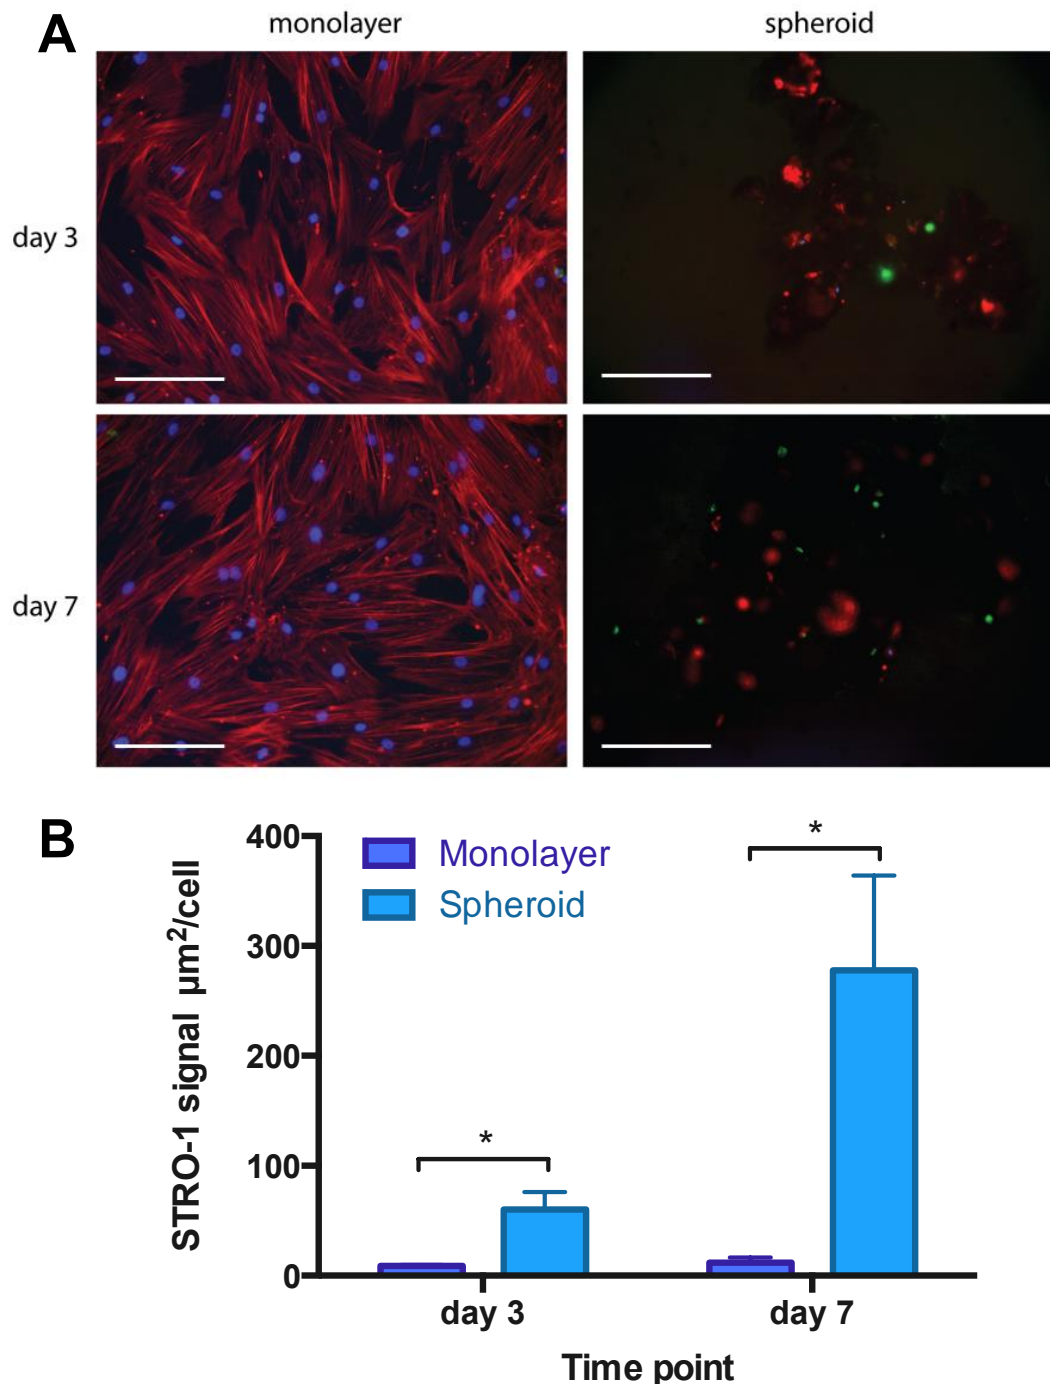 A
monolayer
spheroid
day 3
day 7
B
400
300
200
100
0
STRO-1 signal µm²/cell
Monolayer
Spheroid
*
*
day 3
day 7
Time point